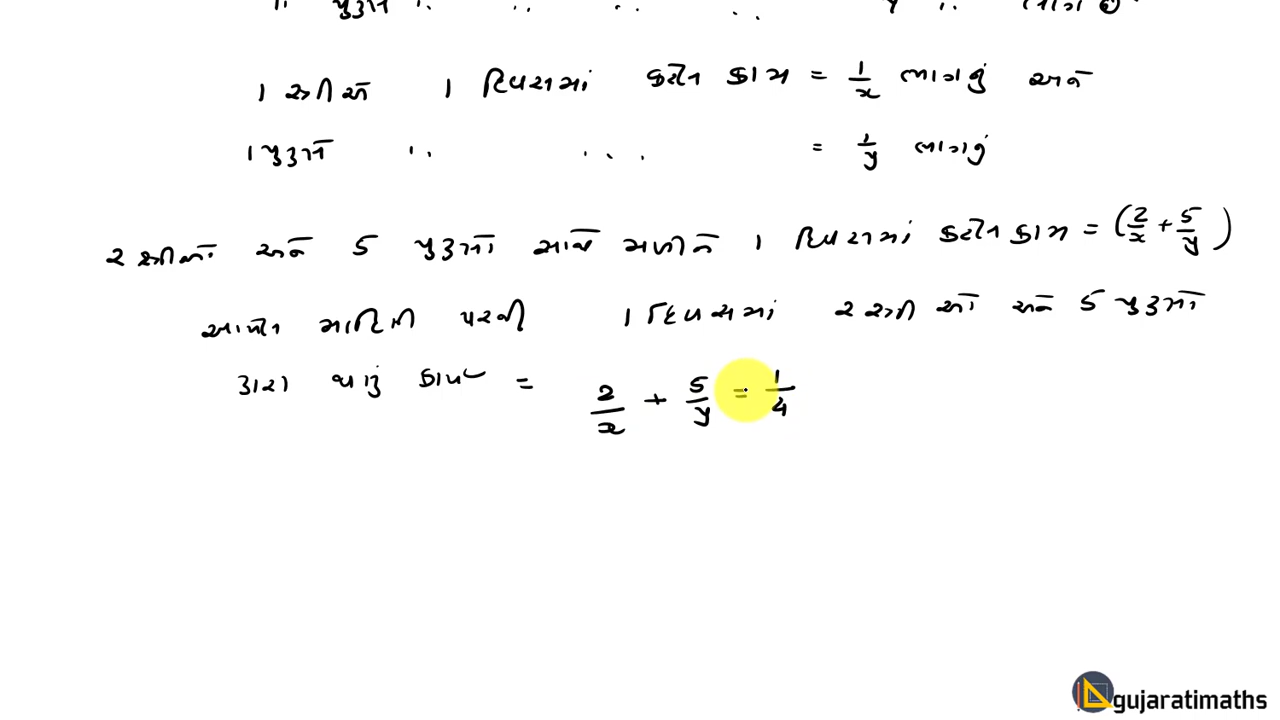 .. પુરુષ .. .. .. .. y ..
1 સ્ત્રીએ 1 દિવસમાં કરેલ કામ = 1/x ભાગનું અને
1 પુરુષે .. ... = 1/y ભાગનું
2 સ્ત્રીઓ અને 5 પુરુષો સાથે મળીને 1 દિવસમાં કરેલ કામ = (2/x + 5/y)
આપેલ માહિતી પરથી 1 દિવસમાં 2 સ્ત્રીઓ અને 5 પુરુષો
દ્વારા થતું કાર્ય = 2/x + 5/y = 1/4
gujaratimaths